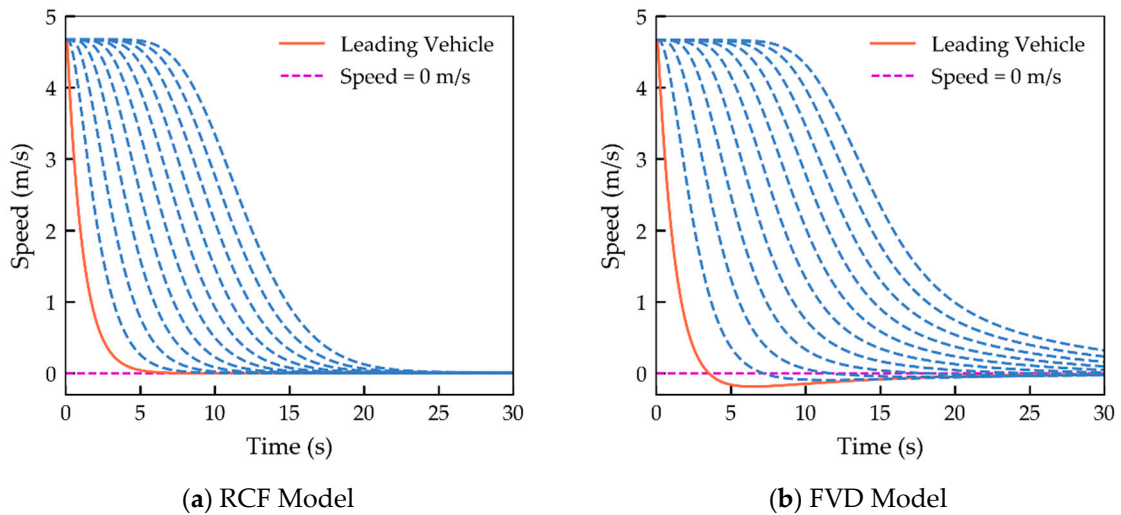 5
4
3
2
1
0
Speed (m/s)
Leading Vehicle
Speed = 0 m/s
0 5 10 15 20 25 30
Time (s)
(a) RCF Model
5
4
3
2
1
0
Speed (m/s)
Leading Vehicle
Speed = 0 m/s
0 5 10 15 20 25 30
Time (s)
(b) FVD Model